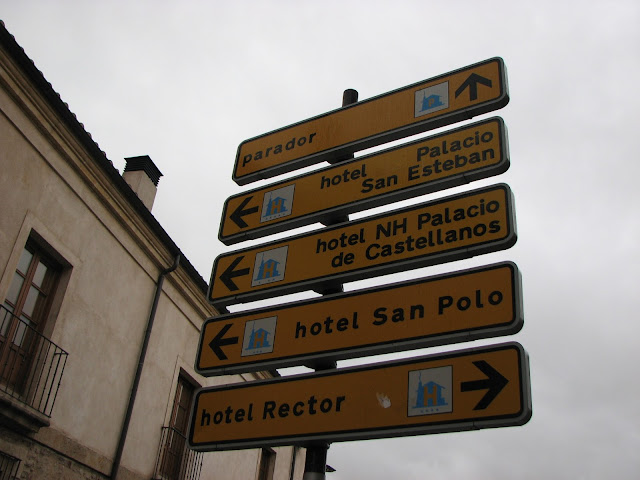 parador
hotel Palacio
San Esteban
hotel NH Palacio
de Castellanos
hotel San Polo
hotel Rector